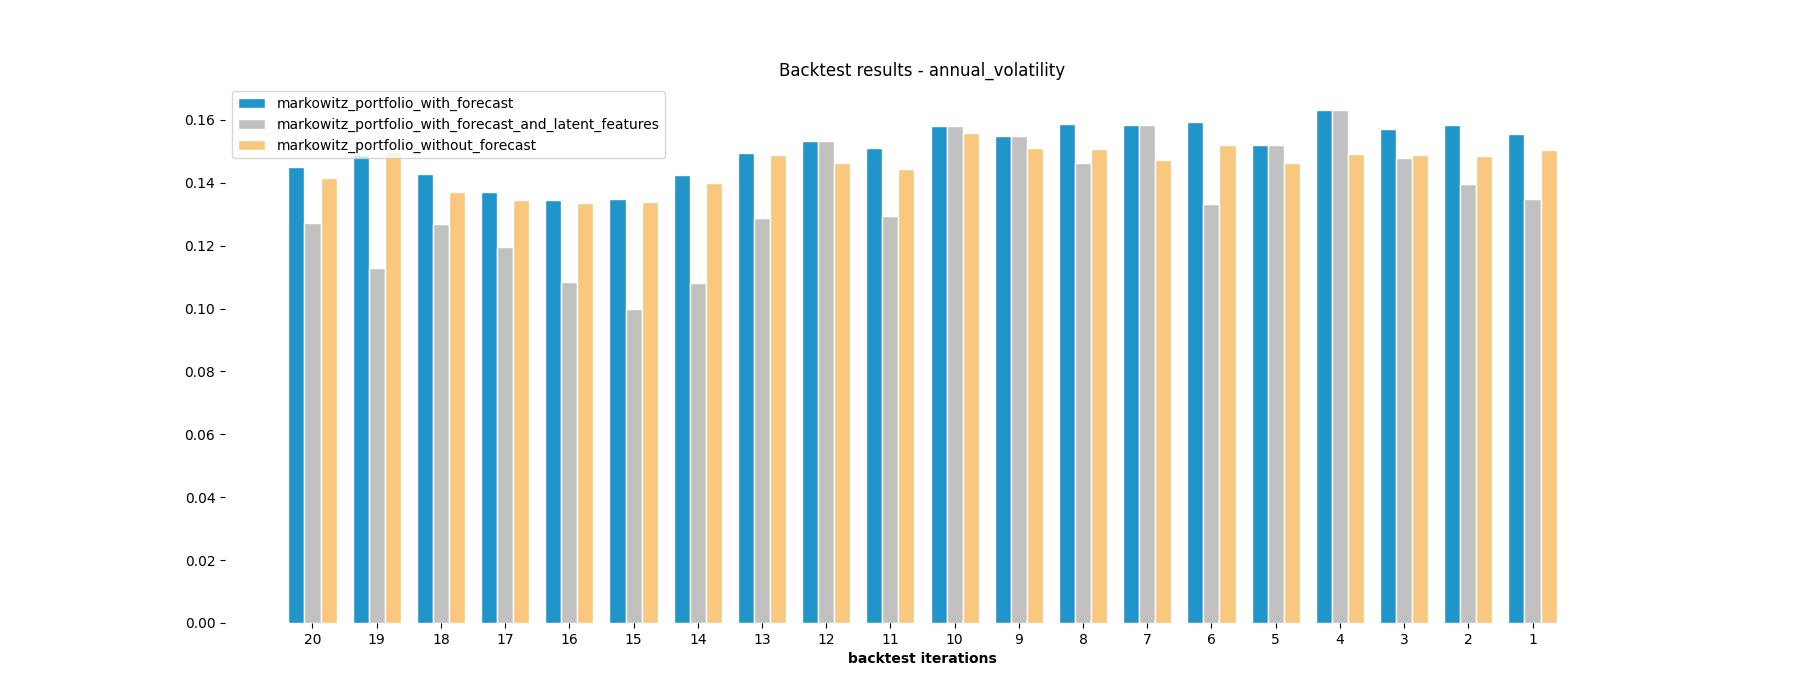 Backtest results - annual_volatility
markowitz_portfolio_with_forecast
markowitz_portfolio_with_forecast_and_latent_features
markowitz_portfolio_without_forecast
0.16
0.14
0.12
0.10
0.08
0.06
0.04
0.02
0.00
20 19 18 17 16 15 14 13 12 11 10 9 8 7 6 5 4 3 2 1
backtest iterations